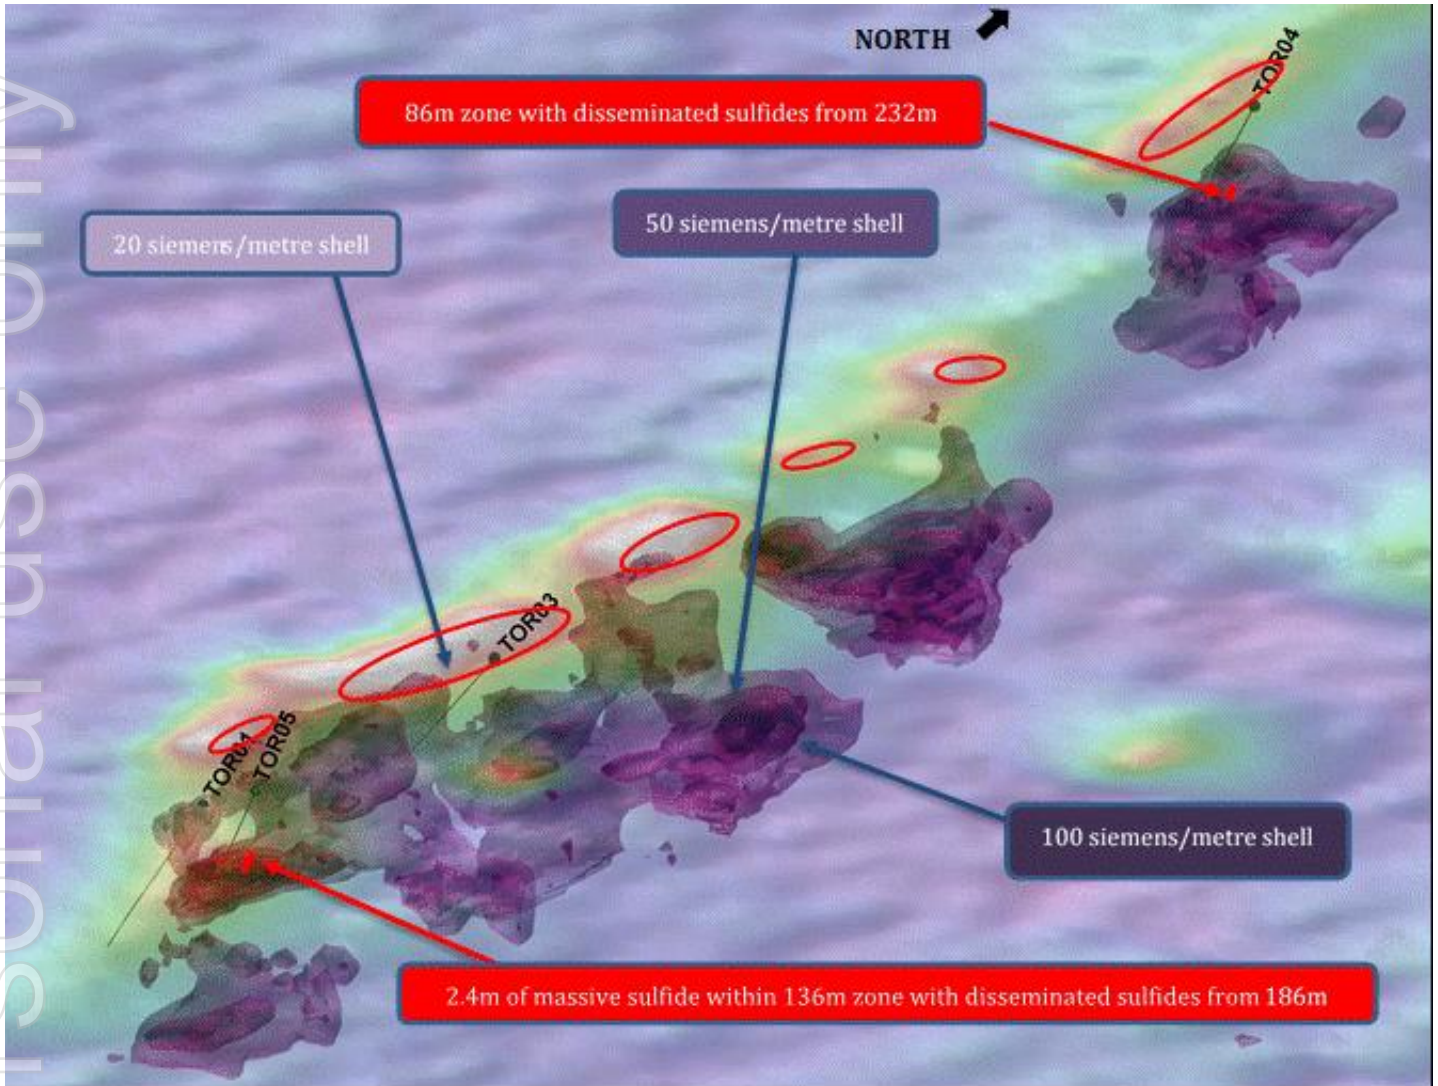 NORTH
TOR04
86m zone with disseminated sulfides from 232m
50 siemens/metre shell
20 siemens/metre shell
TOR03
TOR05
TOR01
100 siemens/metre shell
2.4m of massive sulfide within 136m zone with disseminated sulfides from 186m